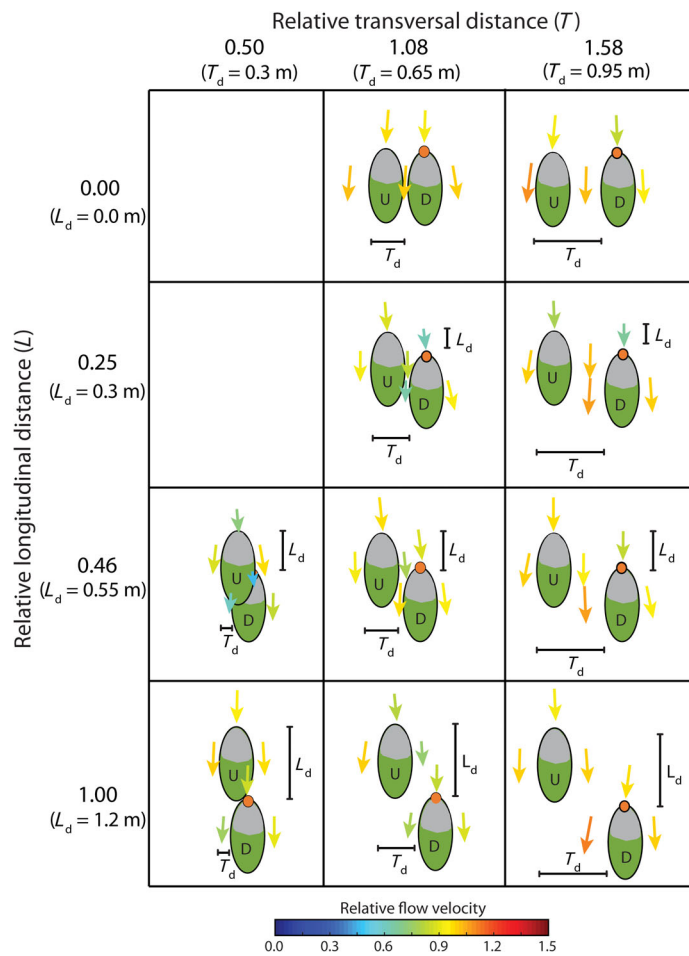 Relative transversal distance (T)
0.50
(Td = 0.3 m)
1.08
(Td = 0.65 m)
1.58
(Td = 0.95 m)
Relative longitudinal distance (L)
0.00
(Ld = 0.0 m)
U
D
Td
U
D
Td
0.25
(Ld = 0.3 m)
U
D
Ld
Td
U
D
Ld
Td
0.46
(Ld = 0.55 m)
U
D
Ld
Td
U
D
Ld
Td
U
D
Ld
Td
1.00
(Ld = 1.2 m)
U
D
Ld
Td
U
D
Ld
Td
U
D
Ld
Td
Relative flow velocity
0.0 0.3 0.6 0.9 1.2 1.5